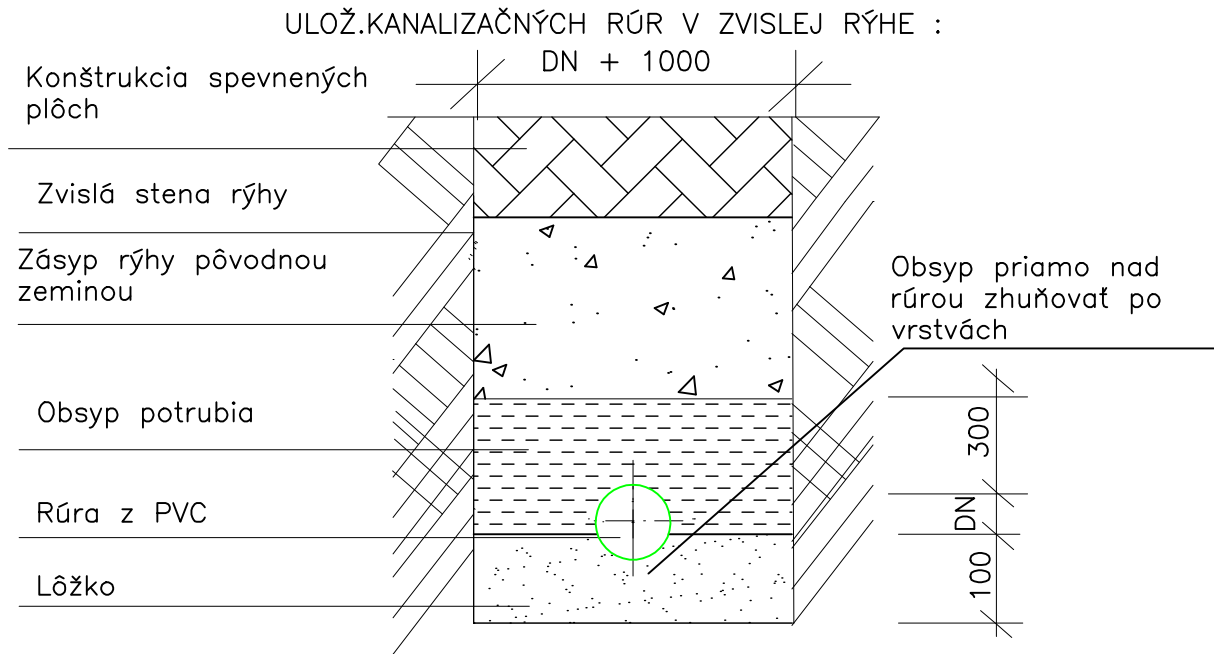 ULOŽ.KANALIZAČNÝCH RÚR V ZVISLEJ RÝHE :
DN + 1000
Konštrukcia spevnených
plôch
Zvislá stena rýhy
Zásyp rýhy pôvodnou
zeminou
Obsyp potrubia
Rúra z PVC
Lôžko
Obsyp priamo nad
rúrou zhuňovať po
vrstvách
300
DN
100